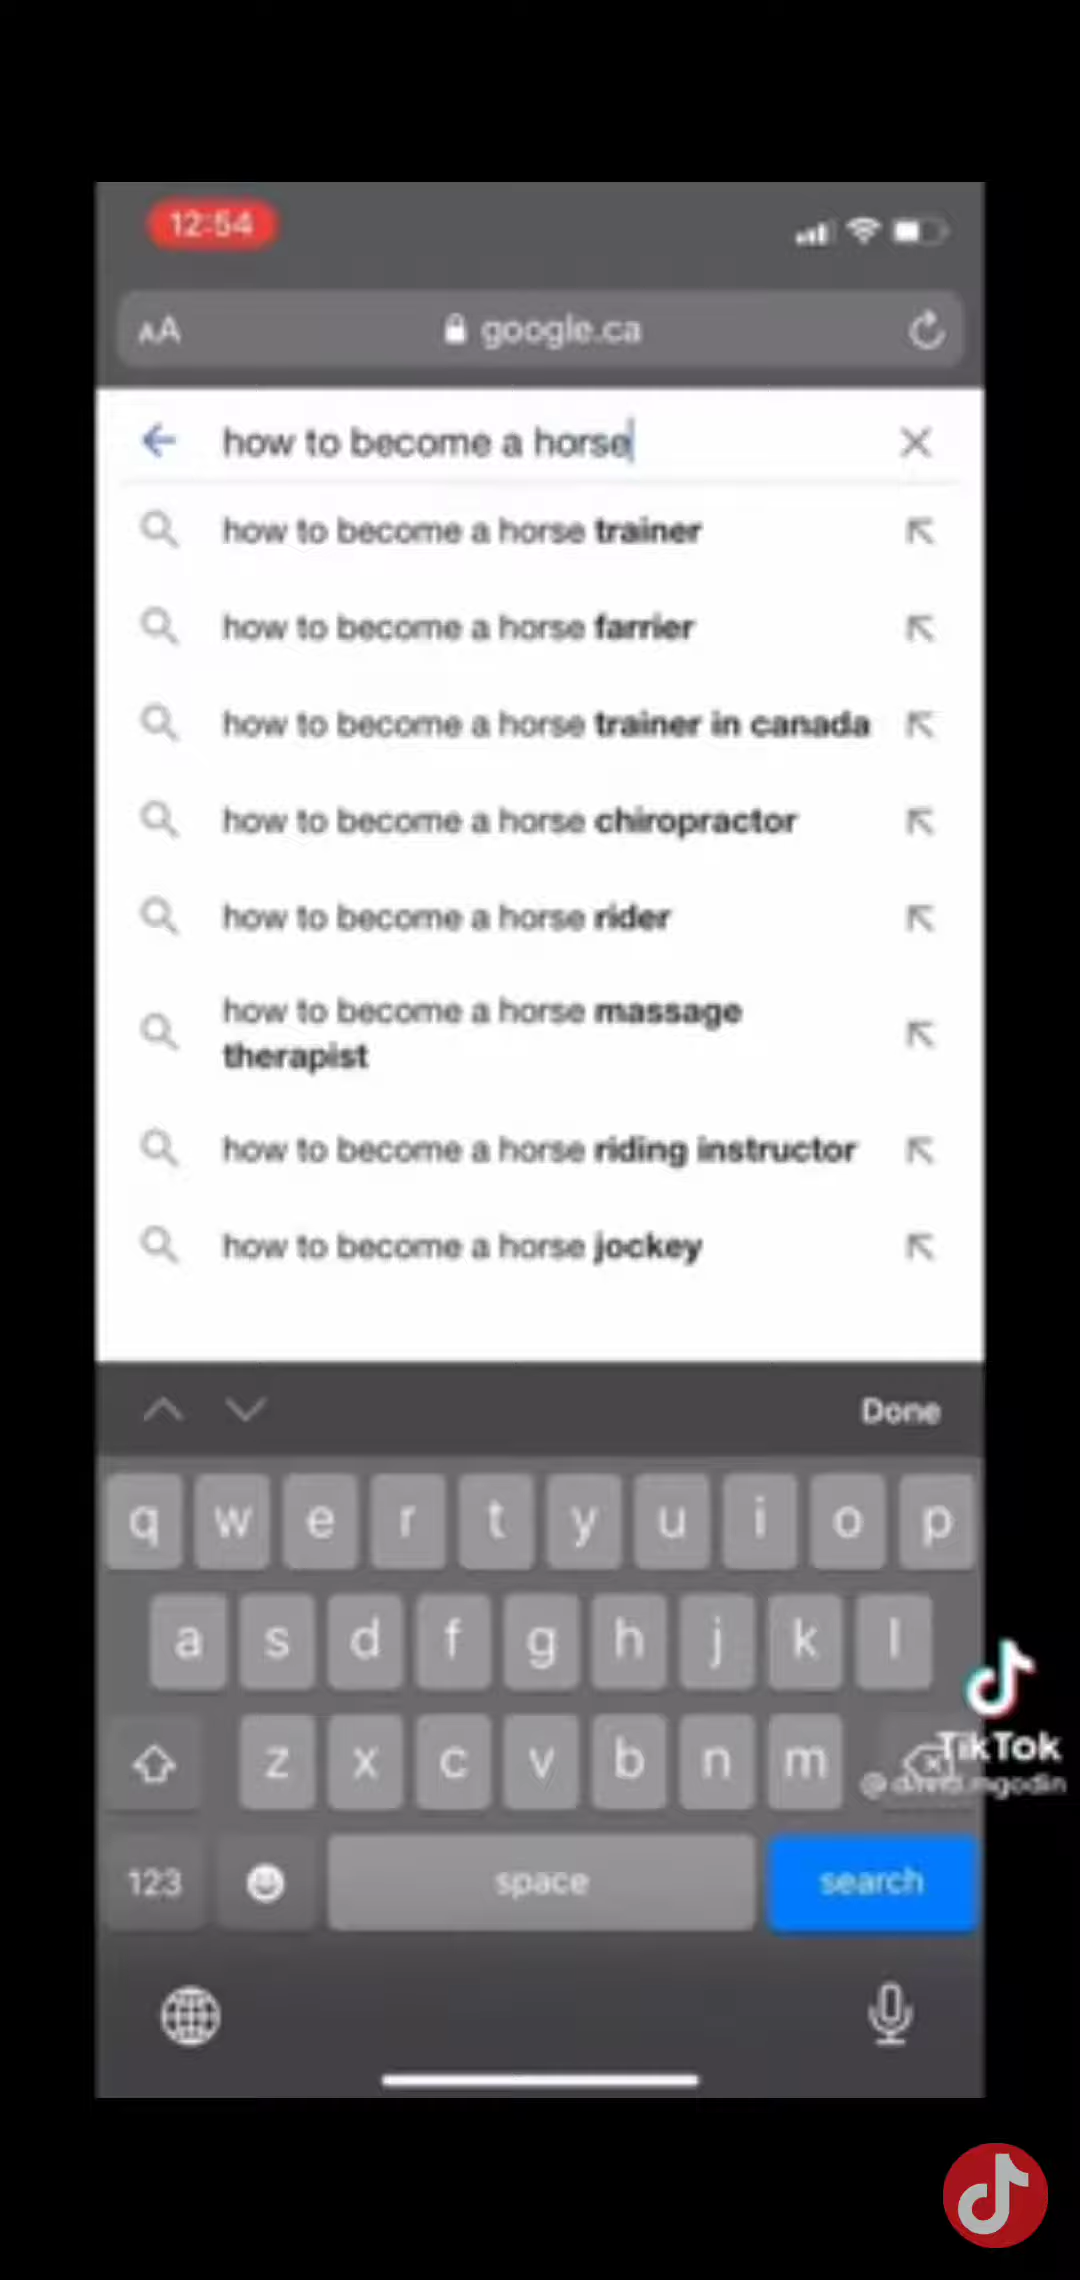 12:54
AA google.ca
how to become a horse
how to become a horse trainer
how to become a horse farrier
how to become a horse trainer in canada
how to become a horse chiropractor
how to become a horse rider
how to become a horse massage
therapist
how to become a horse riding instructor
how to become a horse jockey
Done
q w e r t y u i o p
a s d f g h j k l
z x c v b n m
TikTok
123 space search